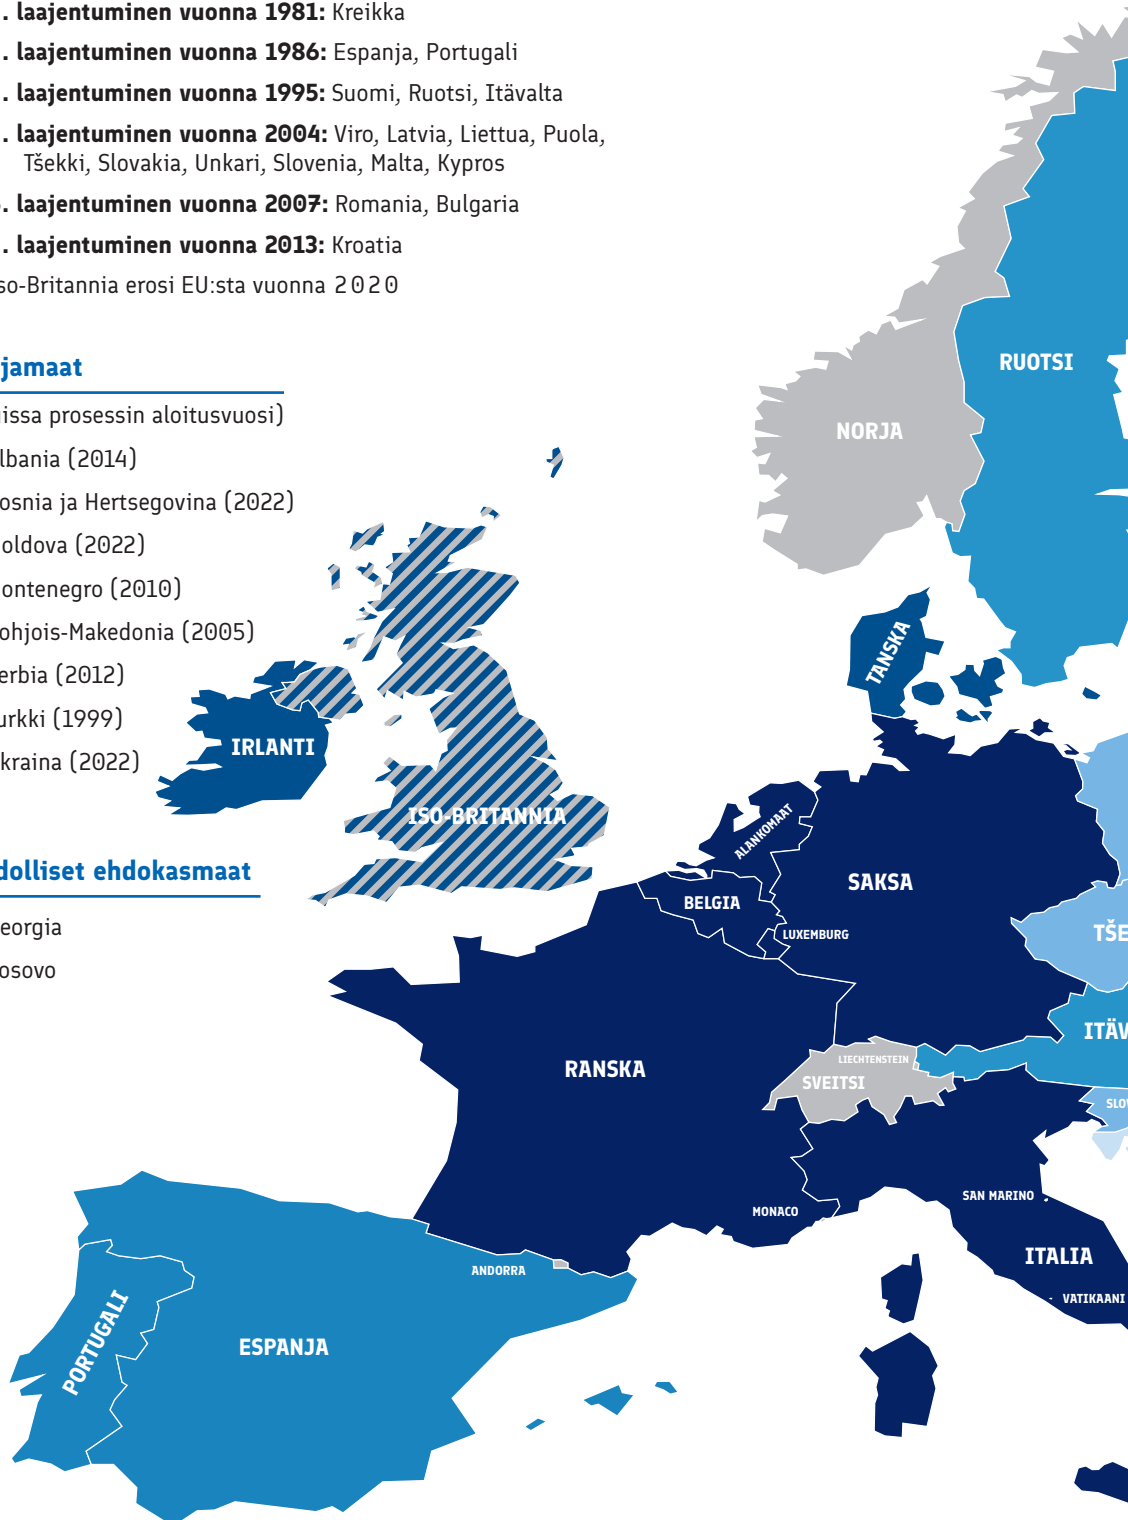 . laajentuminen vuonna 1981: Kreikka
. laajentuminen vuonna 1986: Espanja, Portugali
. laajentuminen vuonna 1995: Suomi, Ruotsi, Itävalta
. laajentuminen vuonna 2004: Viro, Latvia, Liettua, Puola,
Tšekki, Slovakia, Unkari, Slovenia, Malta, Kypros
. laajentuminen vuonna 2007: Romania, Bulgaria
. laajentuminen vuonna 2013: Kroatia
so-Britannia erosi EU:sta vuonna 2020
jamaat
issa prosessin aloitusvuosi)
lbania (2014)
osnia ja Hertsegovina (2022)
oldova (2022)
ontenegro (2010)
ohjois-Makedonia (2005)
erbia (2012)
urkki (1999)
kraina (2022)
dolliset ehdokasmaat
eorgia
osovo
RUOTSI
NORJA
TANSKA
IRLANTI
ISO-BRITANNIA
ALANKOMAAT
SAKSA
BELGIA
LUXEMBURG
TŠE
ITÄV
RANSKA
LIECHTENSTEIN
SVEITSI
SLOV
SAN MARINO
MONACO
ITALIA
ANDORRA
VATIKAANI
PORTUGALI
ESPANJA